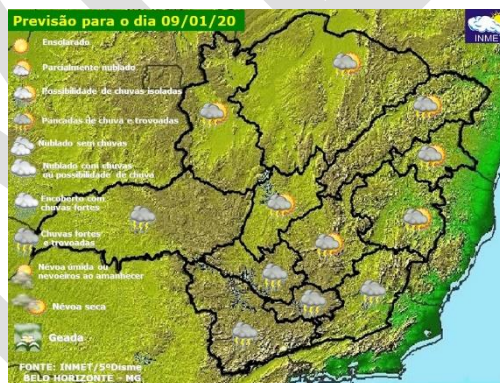 Previsão para o dia 09/01/20
INME
Ensolarado
Parcialmente nublado
Possibilidade de chuvas isoladas
Pancadas de chuva e trovoadas
Nublado sem chuvas
Nublado com chuvas
ou possibilidade de chuva
Encoberto com
chuvas fortes
Chuvas fortes
e trovoadas
Névoa úmida ou
nevoeiros ao amanhecer
Névoa seca
Geada
FONTE: INMET/5ºDisme
BELO HORIZONTE - MG